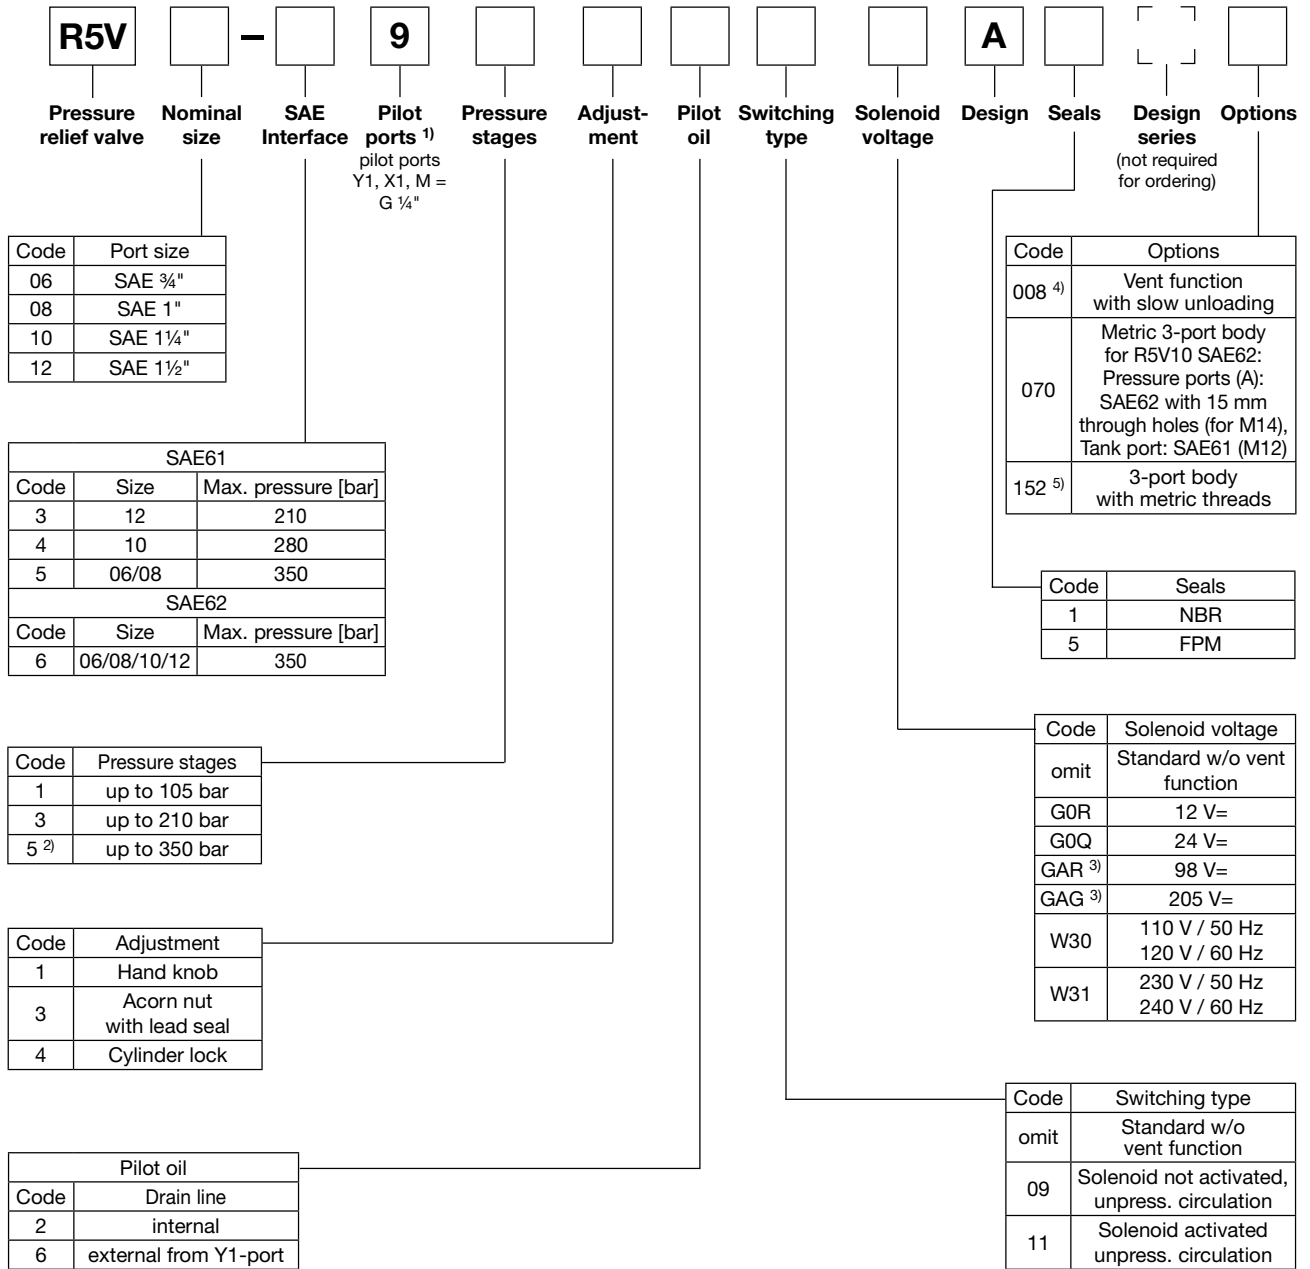 R5V – 9 A
Pressure relief valve
Nominal size
SAE Interface
Pilot ports 1)
pilot ports Y1, X1, M = G ¼"
Pressure stages
Adjust-ment
Pilot oil
Switching type
Solenoid voltage
Design
Seals
Design series
(not required for ordering)
Options
Code Port size
06 SAE ¾"
08 SAE 1"
10 SAE 1¼"
12 SAE 1½"
SAE61
Code Size Max. pressure [bar]
3 12 210
4 10 280
5 06/08 350
SAE62
Code Size Max. pressure [bar]
6 06/08/10/12 350
Code Pressure stages
1 up to 105 bar
3 up to 210 bar
5 2) up to 350 bar
Code Adjustment
1 Hand knob
3 Acorn nut with lead seal
4 Cylinder lock
Pilot oil
Code Drain line
2 internal
6 external from Y1-port
Code Options
008 4) Vent function with slow unloading
070 Metric 3-port body for R5V10 SAE62: Pressure ports (A): SAE62 with 15 mm through holes (for M14), Tank port: SAE61 (M12)
152 5) 3-port body with metric threads
Code Seals
1 NBR
5 FPM
Code Solenoid voltage
omit Standard w/o vent function
G0R 12 V=
G0Q 24 V=
GAR 3) 98 V=
GAG 3) 205 V=
W30 110 V / 50 Hz 120 V / 60 Hz
W31 230 V / 50 Hz 240 V / 60 Hz
Code Switching type
omit Standard w/o vent function
09 Solenoid not activated, unpress. circulation
11 Solenoid activated unpress. circulation